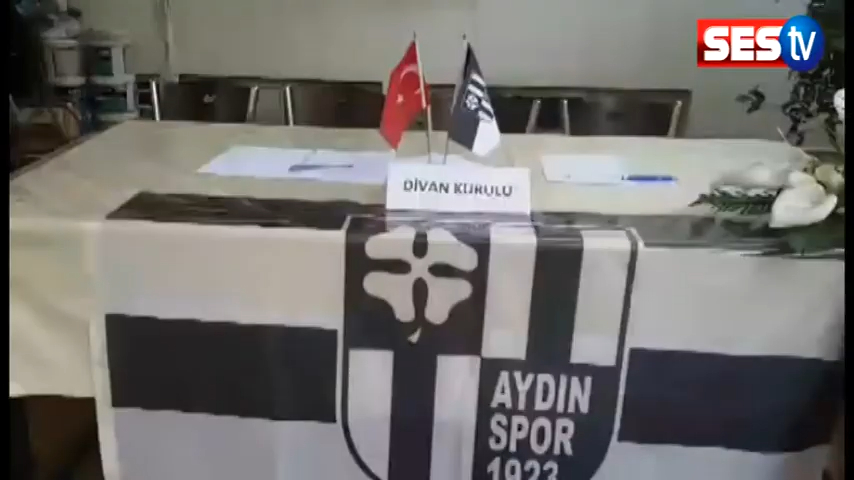 SES tv
DİVAN KURULU
AYDIN
SPOR
1923